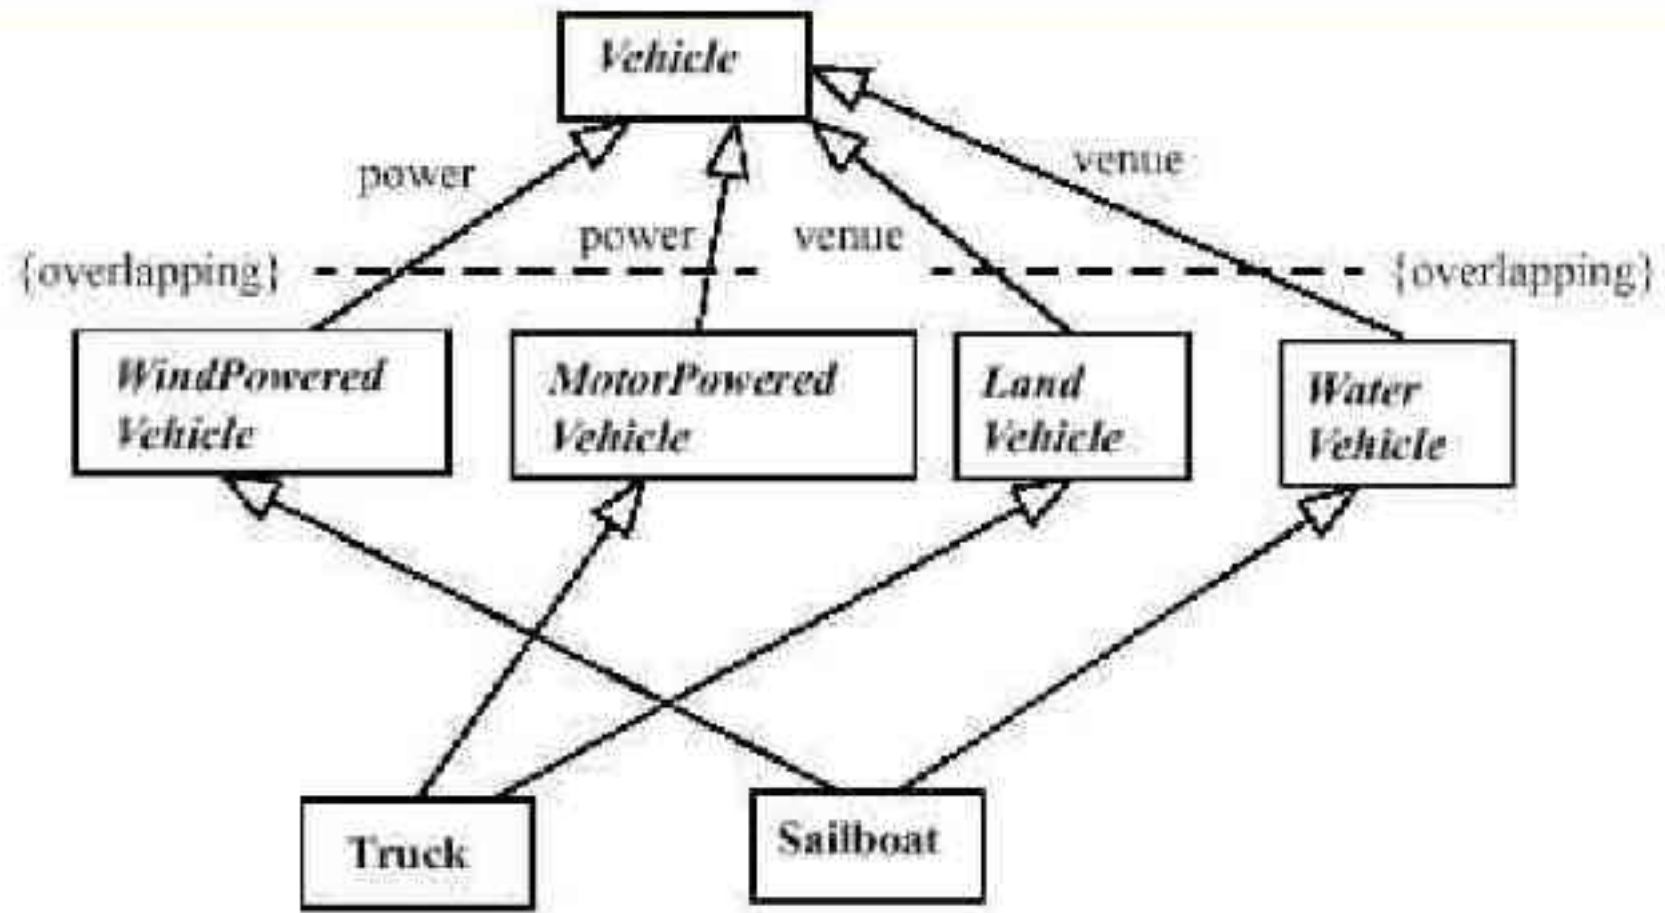 Vehicle
power
venue
power
venue
{overlapping}
{overlapping}
WindPowered
Vehicle
MotorPowered
Vehicle
Land
Vehicle
Water
Vehicle
Truck
Sailboat